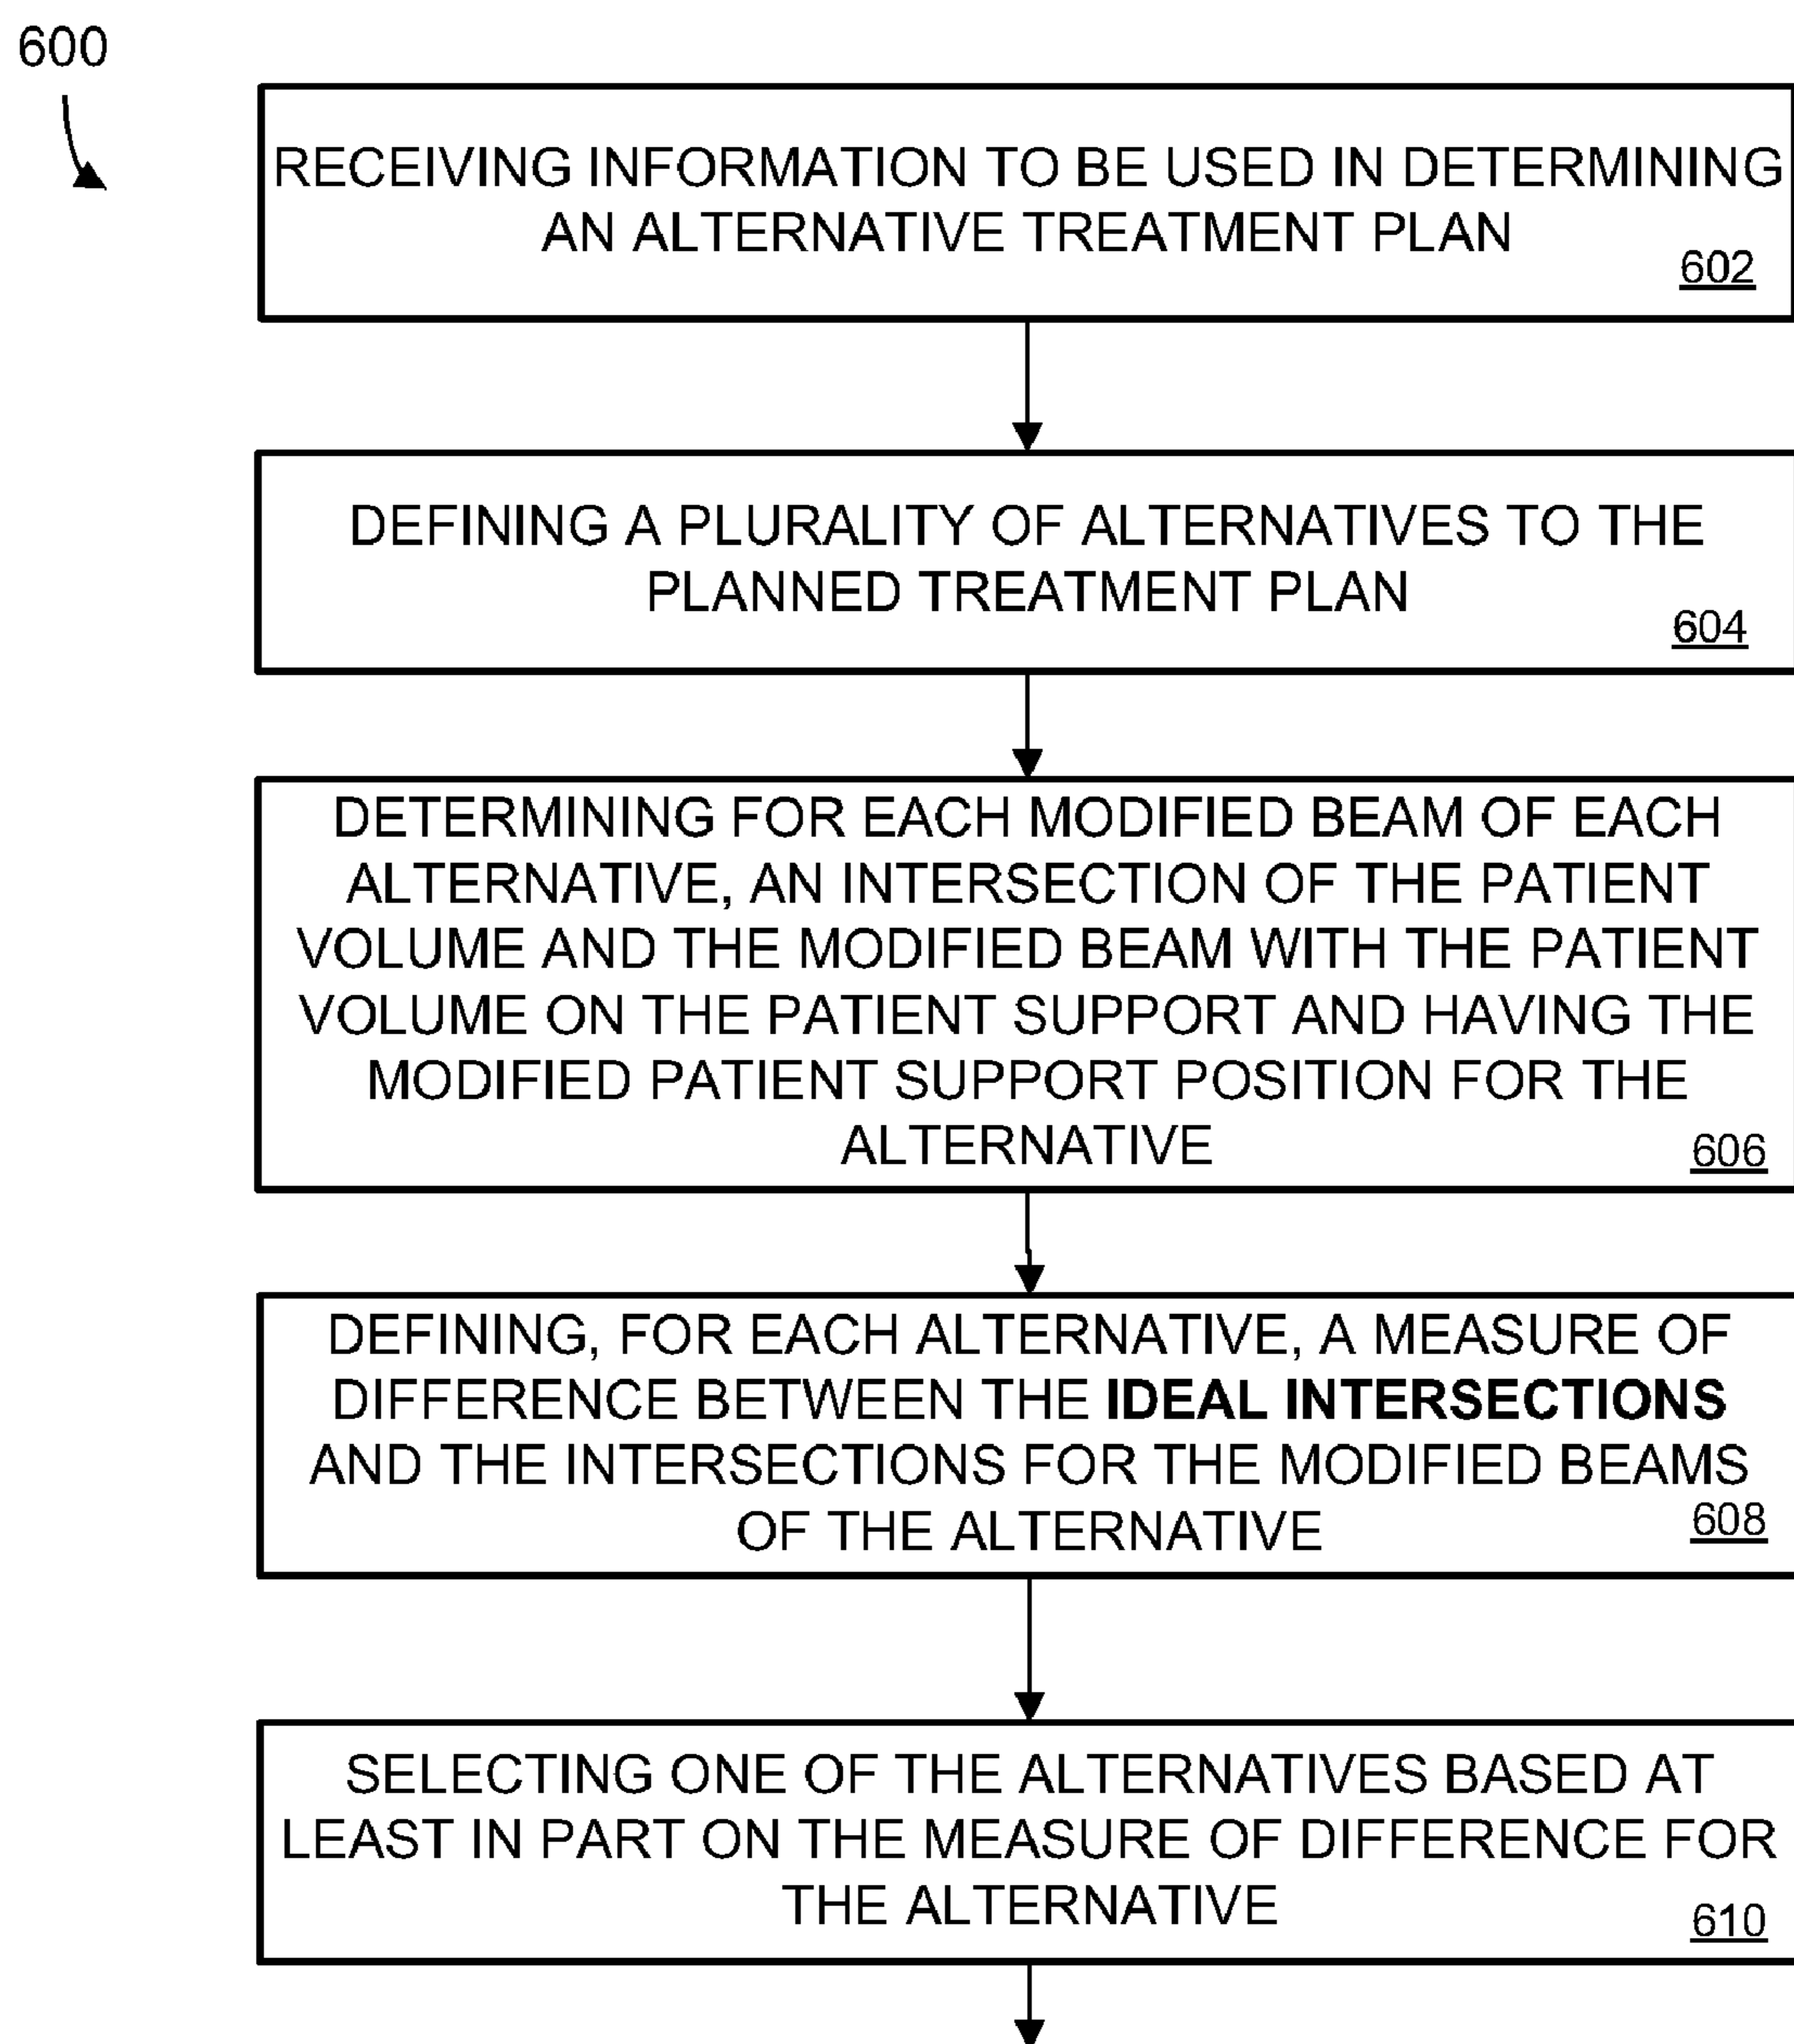 600
RECEIVING INFORMATION TO BE USED IN DETERMINING
AN ALTERNATIVE TREATMENT PLAN
602
DEFINING A PLURALITY OF ALTERNATIVES TO THE
PLANNED TREATMENT PLAN
604
DETERMINING FOR EACH MODIFIED BEAM OF EACH
ALTERNATIVE, AN INTERSECTION OF THE PATIENT
VOLUME AND THE MODIFIED BEAM WITH THE PATIENT
VOLUME ON THE PATIENT SUPPORT AND HAVING THE
MODIFIED PATIENT SUPPORT POSITION FOR THE
ALTERNATIVE
606
DEFINING, FOR EACH ALTERNATIVE, A MEASURE OF
DIFFERENCE BETWEEN THE IDEAL INTERSECTIONS
AND THE INTERSECTIONS FOR THE MODIFIED BEAMS
OF THE ALTERNATIVE
608
SELECTING ONE OF THE ALTERNATIVES BASED AT
LEAST IN PART ON THE MEASURE OF DIFFERENCE FOR
THE ALTERNATIVE
610